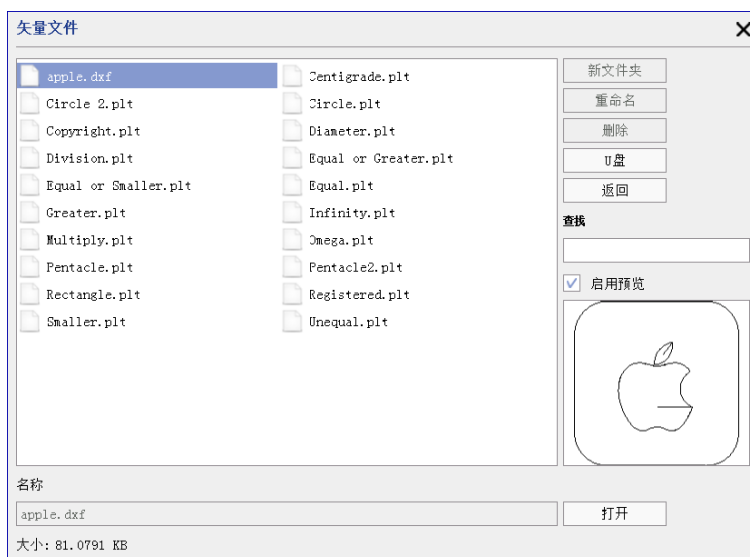 矢量文件
apple.dxf
Centigrade.plt
Circle 2.plt
Circle.plt
Copyright.plt
Diameter.plt
Division.plt
Equal or Greater.plt
Equal or Smaller.plt
Equal.plt
Greater.plt
Infinity.plt
Multiply.plt
Omega.plt
Pentacle.plt
Pentacle2.plt
Rectangle.plt
Registered.plt
Smaller.plt
Unequal.plt
新文件夹
重命名
删除
U盘
返回
查找
启用预览
名称
apple.dxf
打开
大小: 81.0791 KB